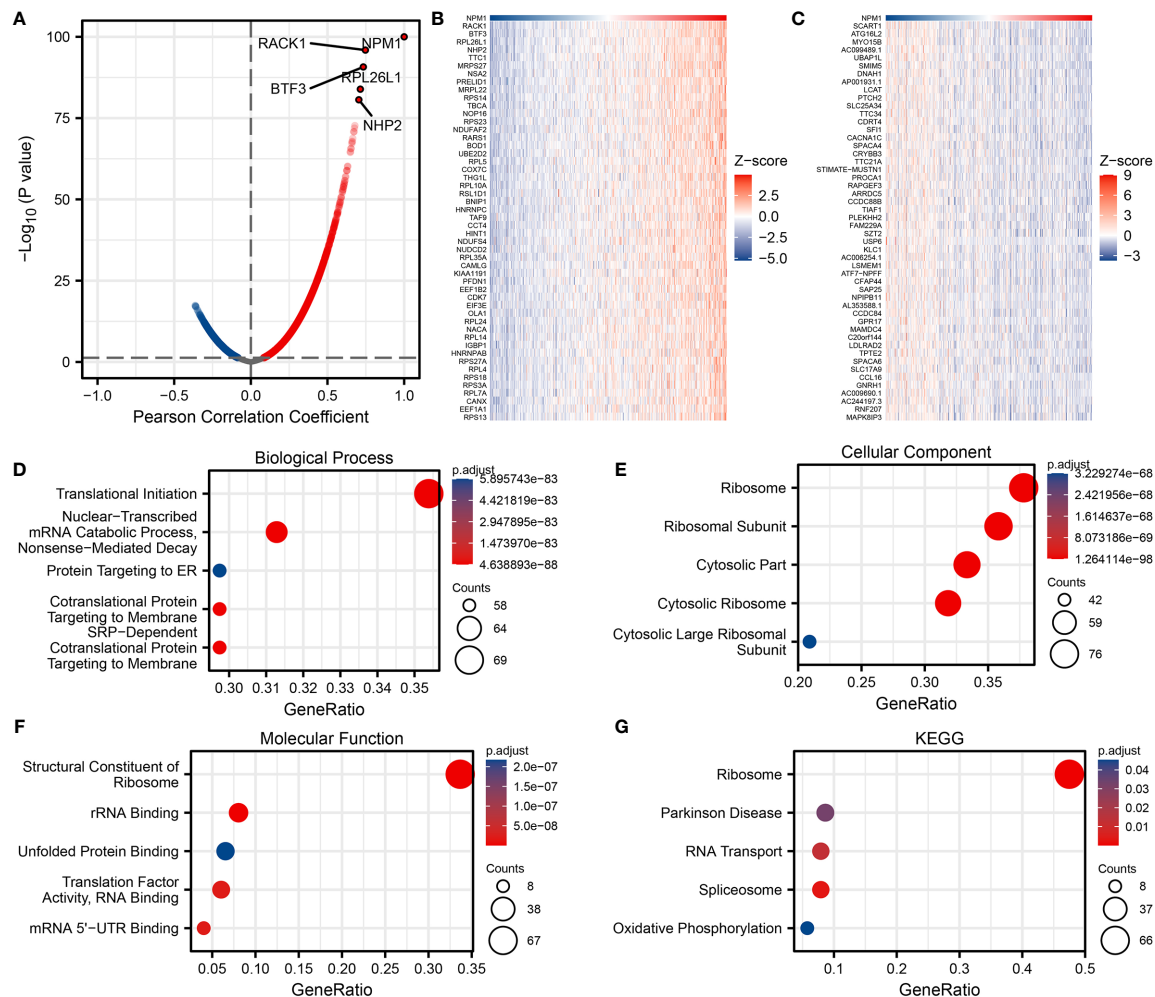 A
100
75
50
25
0
−Log10 (P value)
RACK1
NPM1
BTF3
RPL26L1
NHP2
−1.0
−0.5
0.0
0.5
1.0
Pearson Correlation Coefficient
B
NPM1
RACK1
BTF3
RPL26L1
NHP2
TTC1
MRPS27
NSA2
PRELID1
MRPL22
RPS14
TBCA
NOP16
RPS23
NDUFAF2
RARS1
BOD1
UBE2D2
RPL5
COX7C
THG1L
RPL10A
RSL1D1
BNIP1
HNRNPC
TAF9
CCT4
HINT1
NDUFS4
NUDCD2
RPL35A
CAMLG
KIAA1191
PFDN1
EEF1B2
CDK7
EIF3E
OLA1
RPL24
NACA
RPL14
IGBP1
HNRNPAB
RPS27A
RPL4
RPS18
RPS3A
RPL7A
CANX
EEF1A1
RPS13
Z−score
2.5
0.0
−2.5
−5.0
C
NPM1
SCART1
ATG16L2
MYO15B
AC099489.1
UBAP1L
SMIM5
DNAH1
AP001931.1
LCAT
PTCH2
SLC25A34
TTC34
CDRT4
SFI1
CACNA1C
SPACA4
CRYBB3
TTC21A
STIMATE−MUSTN1
PROCA1
RAPGEF3
ARRDC5
CCDC88B
TIAF1
PLEKHH2
FAM229A
SZT2
USP6
KLC1
AC006254.1
LSMEM1
ATF7−NPFF
CFAP44
SAP25
NPIPB11
AL353588.1
CCDC84
GPR17
MAMDC4
C20orf144
LDLRAD2
TPTE2
SPACA6
SLC17A9
CCL16
GNRH1
AC009690.1
AC244197.3
RNF207
MAPK8IP3
Z−score
9
6
3
0
−3
D
Biological Process
Translational Initiation
Nuclear−Transcribed
mRNA Catabolic Process,
Nonsense−Mediated Decay
Protein Targeting to ER
Cotranslational Protein
Targeting to Membrane
SRP−Dependent
Cotranslational Protein
Targeting to Membrane
0.30
0.31
0.32
0.33
0.34
0.35
GeneRatio
p.adjust
5.895743e−83
4.421819e−83
2.947895e−83
1.473970e−83
4.638893e−88
Counts
58
64
69
E
Cellular Component
Ribosome
Ribosomal Subunit
Cytosolic Part
Cytosolic Ribosome
Cytosolic Large Ribosomal
Subunit
0.20
0.25
0.30
0.35
GeneRatio
p.adjust
3.229274e−68
2.421956e−68
1.614637e−68
8.073186e−69
1.264114e−98
Counts
42
59
76
F
Molecular Function
Structural Constituent of
Ribosome
rRNA Binding
Unfolded Protein Binding
Translation Factor
Activity, RNA Binding
mRNA 5'−UTR Binding
0.05
0.10
0.15
0.20
0.25
0.30
0.35
GeneRatio
p.adjust
2.0e−07
1.5e−07
1.0e−07
5.0e−08
Counts
8
38
67
G
KEGG
Ribosome
Parkinson Disease
RNA Transport
Spliceosome
Oxidative Phosphorylation
0.1
0.2
0.3
0.4
0.5
GeneRatio
p.adjust
0.04
0.03
0.02
0.01
Counts
8
37
66